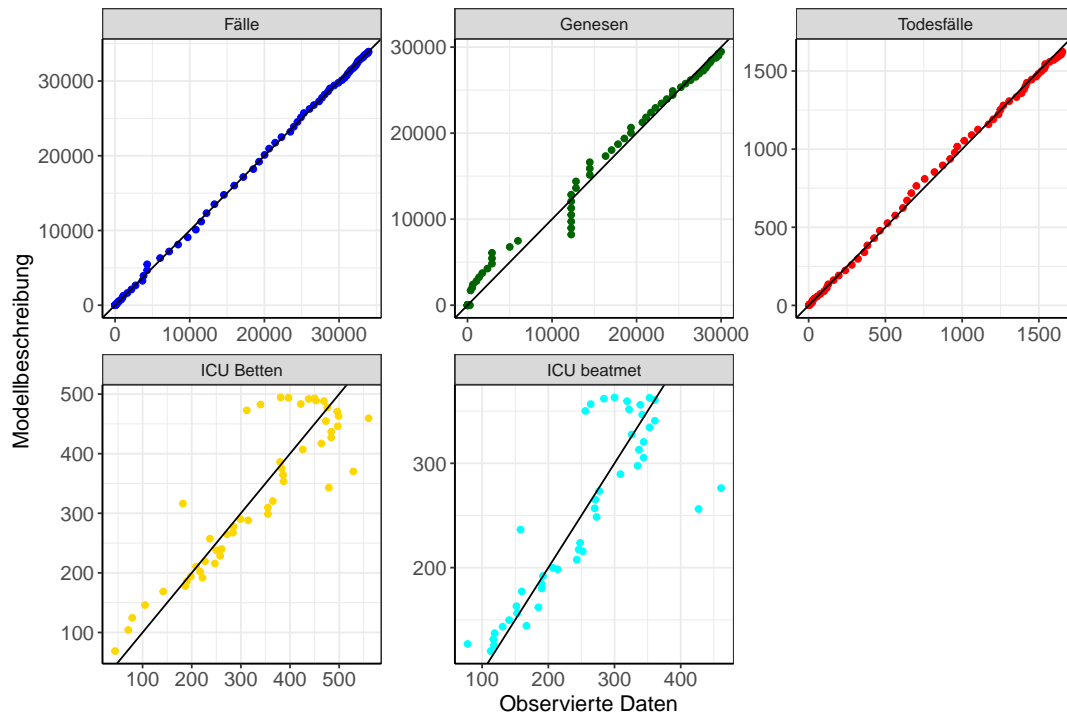 Fälle
Genesen
Todesfälle
30000
20000
10000
0
0 10000 20000 30000
30000
20000
10000
0
0 10000 20000 30000
1500
1000
500
0
0 500 1000 1500
Modellbeschreibung
ICU Betten
ICU beatmet
500
400
300
200
100
100 200 300 400 500
300
200
100 200 300 400
Observierte Daten